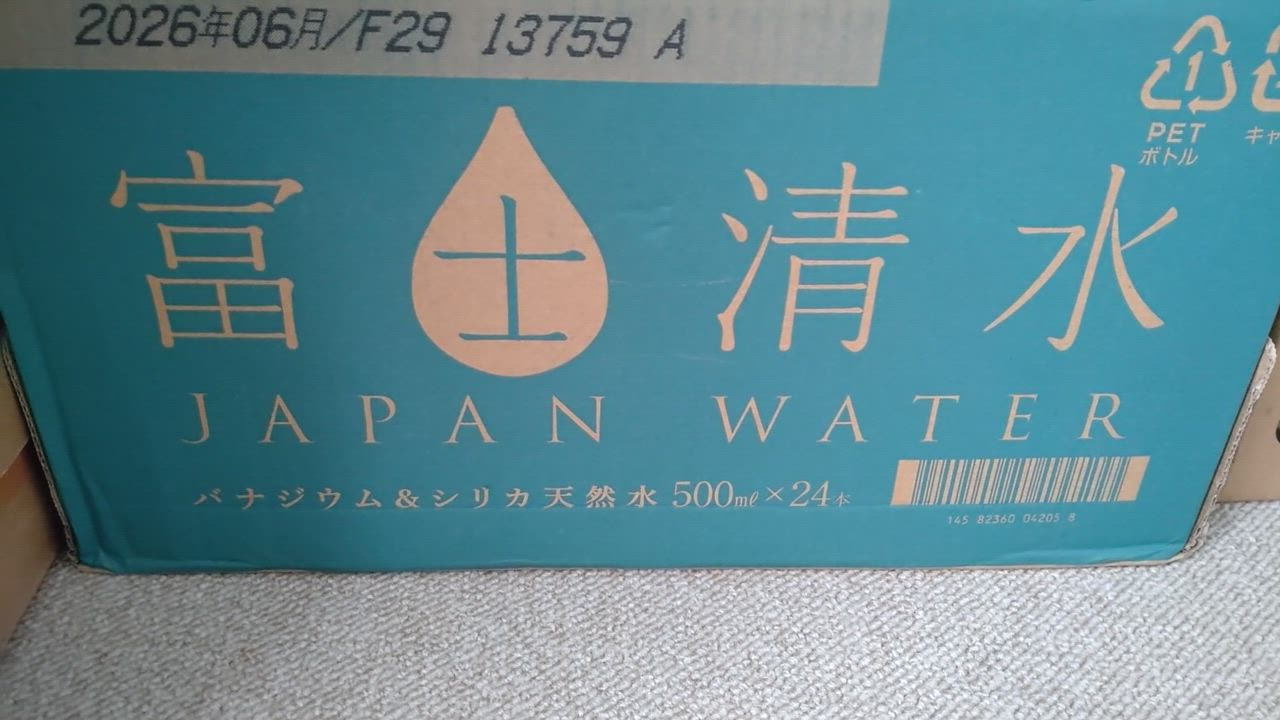 2026年06月/F29 13759 A
1
PET
ボトル
キャ
富士清水
JAPAN WATER
バナジウム&シリカ天然水 500mℓ×24本
145 82360 04205 8